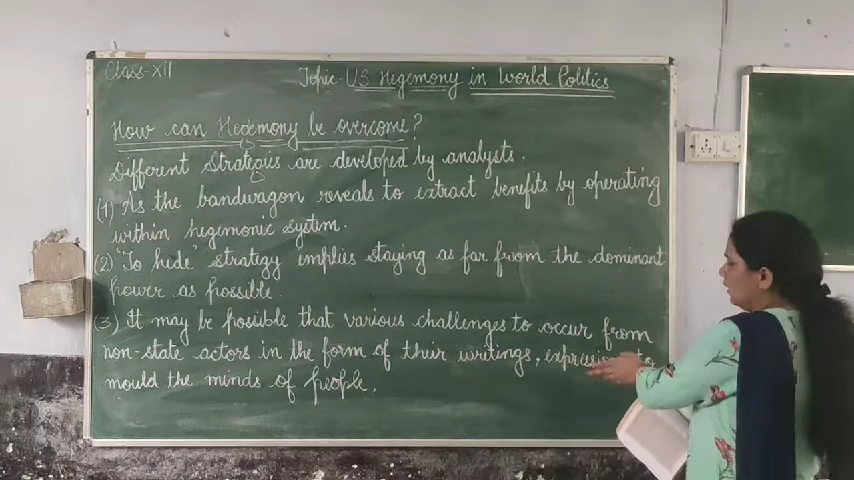 Class-XII
Topic-US Hegemony in World Politics
How can Hegemony be overcome?
Different Strategies are developed by analysts.
(1) As the bandwagon reveals to extract benefits by operating
within hegemonic system.
(2) "To hide" strategy implies staying as far from the dominant
power as possible.
(3) It may be possible that various challenges to occur from
non-state actors in the form of their writings, to
mould the minds of people.